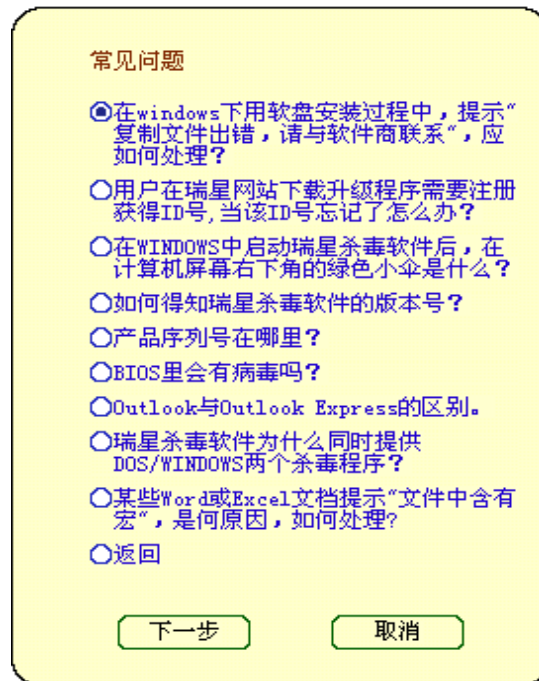 常见问题
在windows下用软盘安装过程中，提示“
复制文件出错，请与软件商联系“，应
如何处理？
用户在瑞星网站下载升级程序需要注册
获得ID号,当该ID号忘记了怎么办？
在WINDOWS中启动瑞星杀毒软件后，在
计算机屏幕右下角的绿色小伞是什么？
如何得知瑞星杀毒软件的版本号？
产品序列号在哪里？
BIOS里会有病毒吗？
Outlook与Outlook Express的区别。
瑞星杀毒软件为什么同时提供
DOS/WINDOWS两个杀毒程序？
某些Word或Excel文档提示“文件中含有
宏“，是何原因，如何处理?
返回
下一步
取消